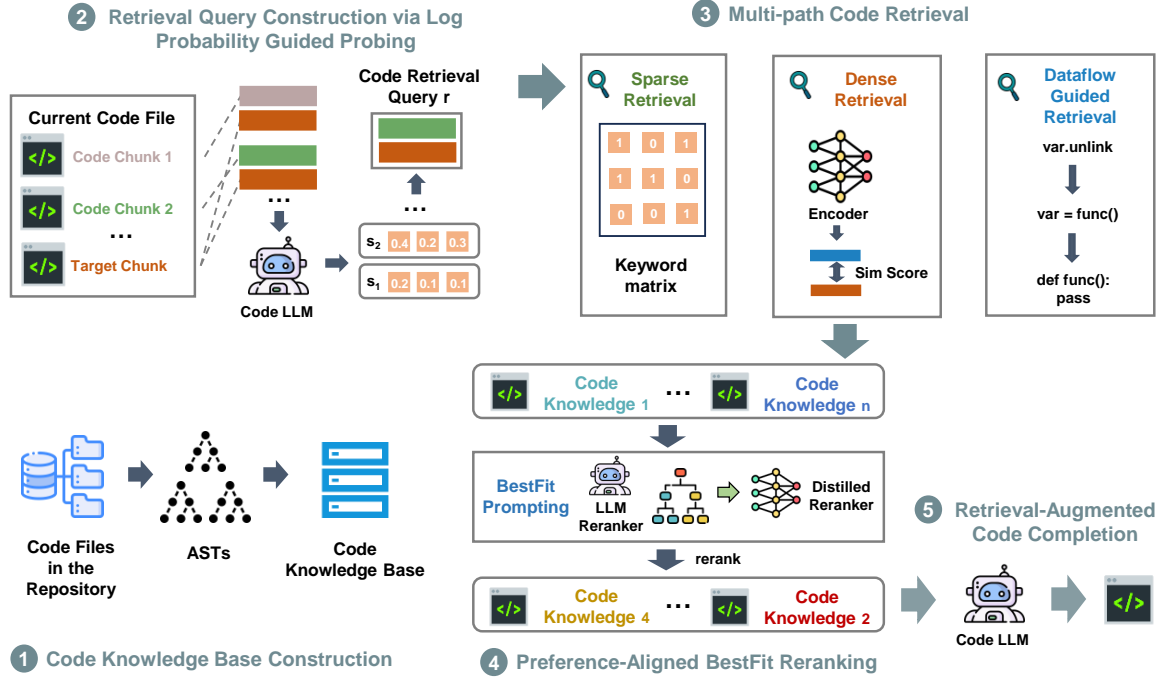 2 Retrieval Query Construction via Log
Probability Guided Probing
Current Code File
</> Code Chunk 1
</> Code Chunk 2
...
</> Target Chunk
...
Code LLM
Code Retrieval
Query r
...
s2 0.4 0.2 0.3
s1 0.2 0.1 0.1
3 Multi-path Code Retrieval
Sparse
Retrieval
1 0 1
1 1 0
0 0 1
Keyword
matrix
Dense
Retrieval
Encoder
Sim Score
Dataflow
Guided
Retrieval
var.unlink
var = func()
def func():
pass
</> Code
Knowledge 1
...
</> Code
Knowledge n
BestFit
Prompting
LLM
Reranker
Distilled
Reranker
rerank
</> Code
Knowledge 4
...
</> Code
Knowledge 2
4 Preference-Aligned BestFit Reranking
5 Retrieval-Augmented
Code Completion
Code LLM
</>
Code Files
in the
Repository
ASTs
Code
Knowledge Base
1 Code Knowledge Base Construction